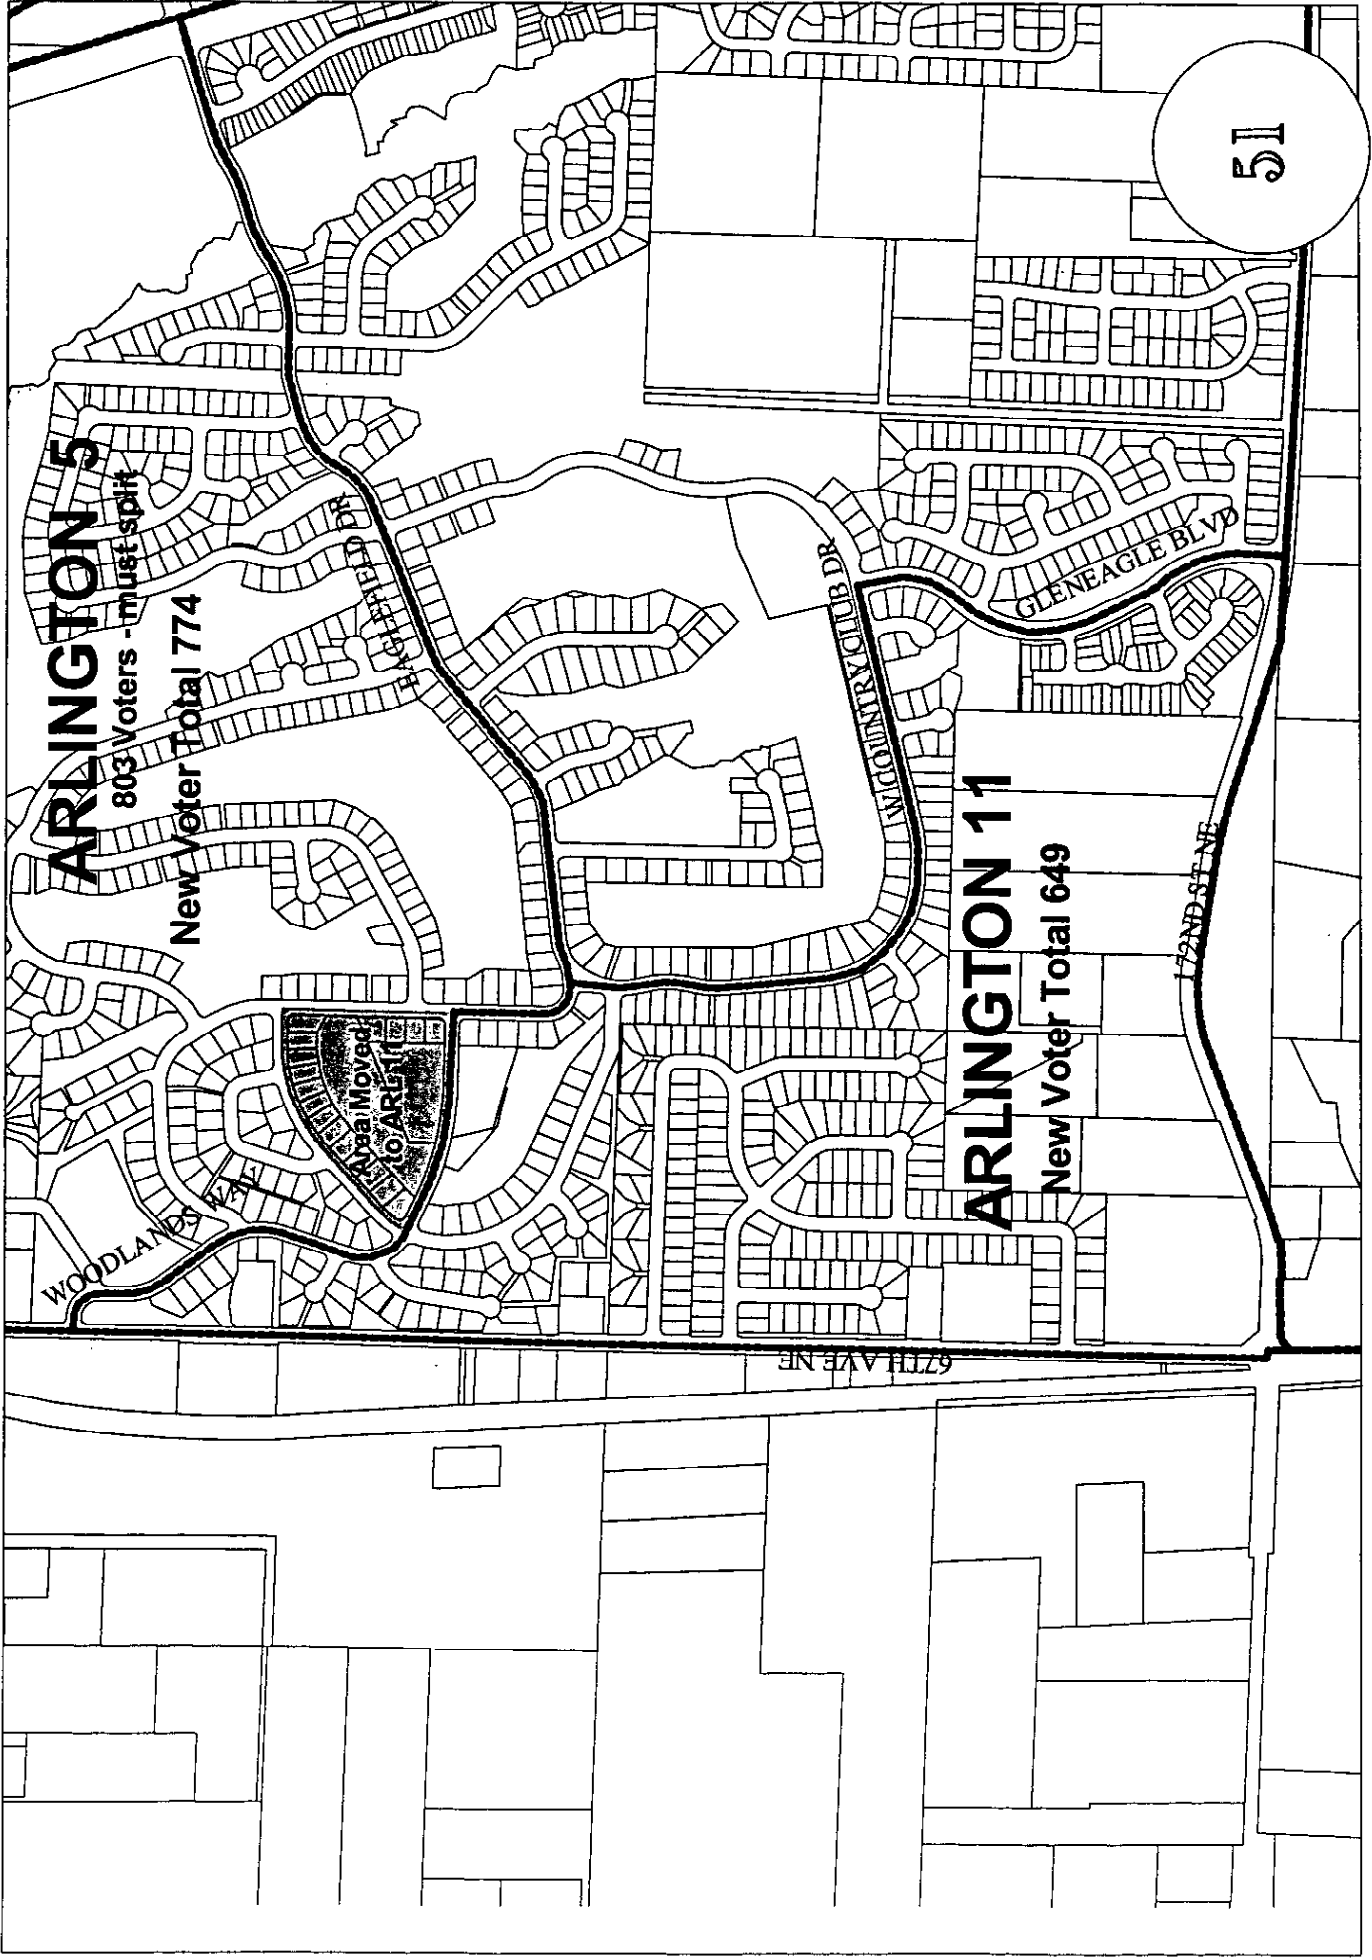 ARLINGTON 5
803 Voters - must split
New Voter Total 774
EAGLEFIELD DR
WOODLANDS WAY
Area Moved
to ARL 11
W COUNTRY CLUB DR
GLENEAGLE BLVD
ARLINGTON 11
New Voter Total 649
172ND ST NE
67TH AVE NE
51